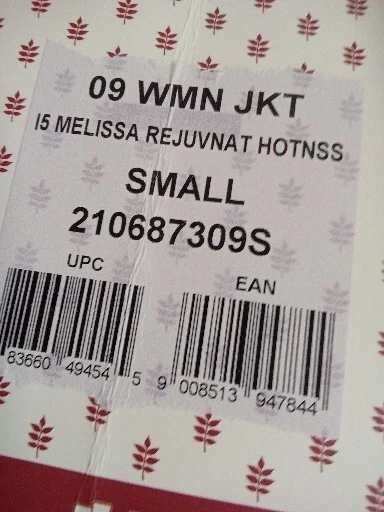 09 WMN JKT
I5 MELISSA REJUVNAT HOTNSS
SMALL
210687309S
UPC
EAN
83660 49454 5
9 008513 947844